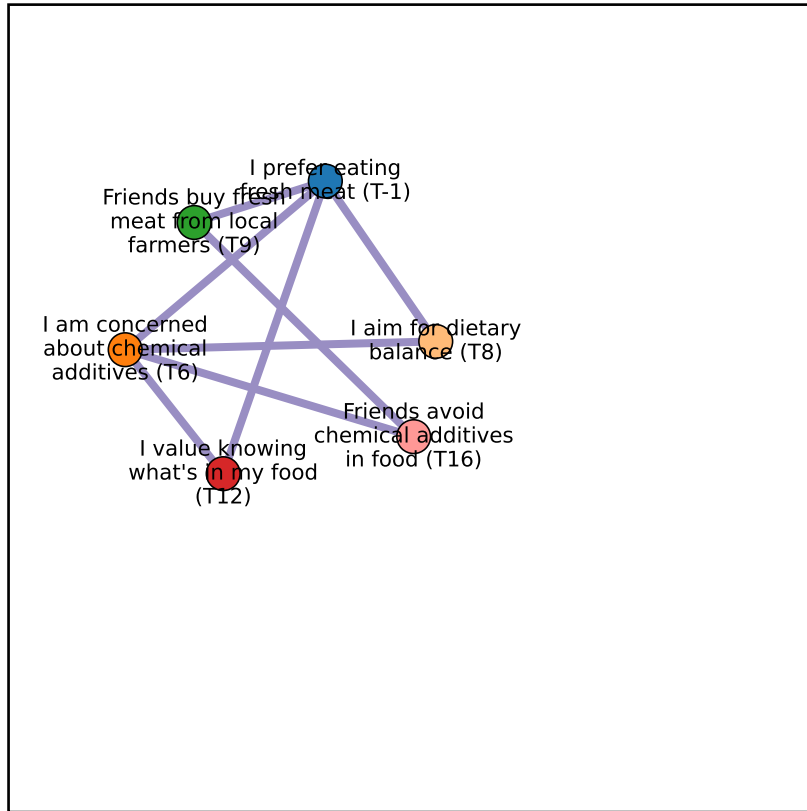 I prefer eating
fresh meat (T-1)
Friends buy fresh
meat from local
farmers (T9)
I am concerned
about chemical
additives (T6)
I aim for dietary
balance (T8)
Friends avoid
chemical additives
in food (T16)
I value knowing
what's in my food
(T12)